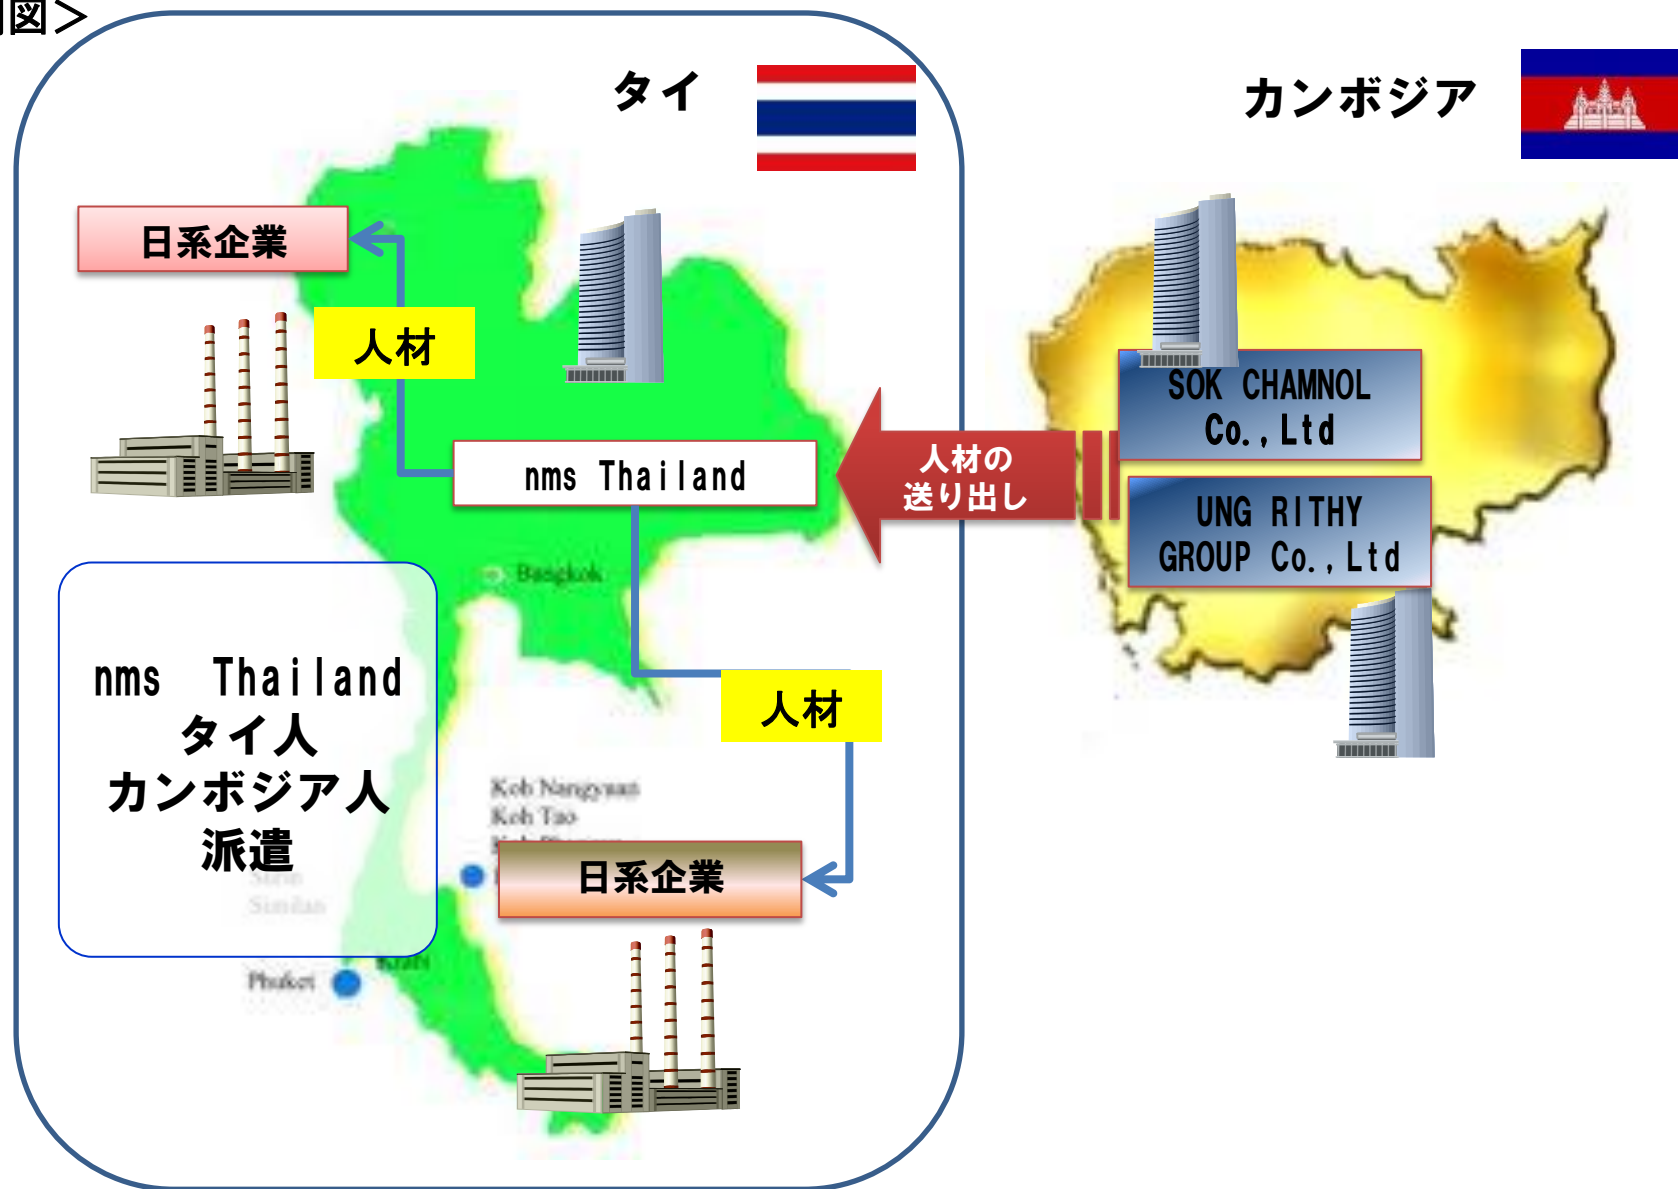 図＞
タイ
カンボジア
日系企業
人材
SOK CHAMNOL
Co.,Ltd
nms Thailand
人材の
送り出し
UNG RITHY
GROUP Co.,Ltd
Bangkok
nms Thailand
タイ人
カンボジア人
派遣
人材
Koh Nangyuan
Koh Tao
日系企業
Similan
Phuket
Krabi